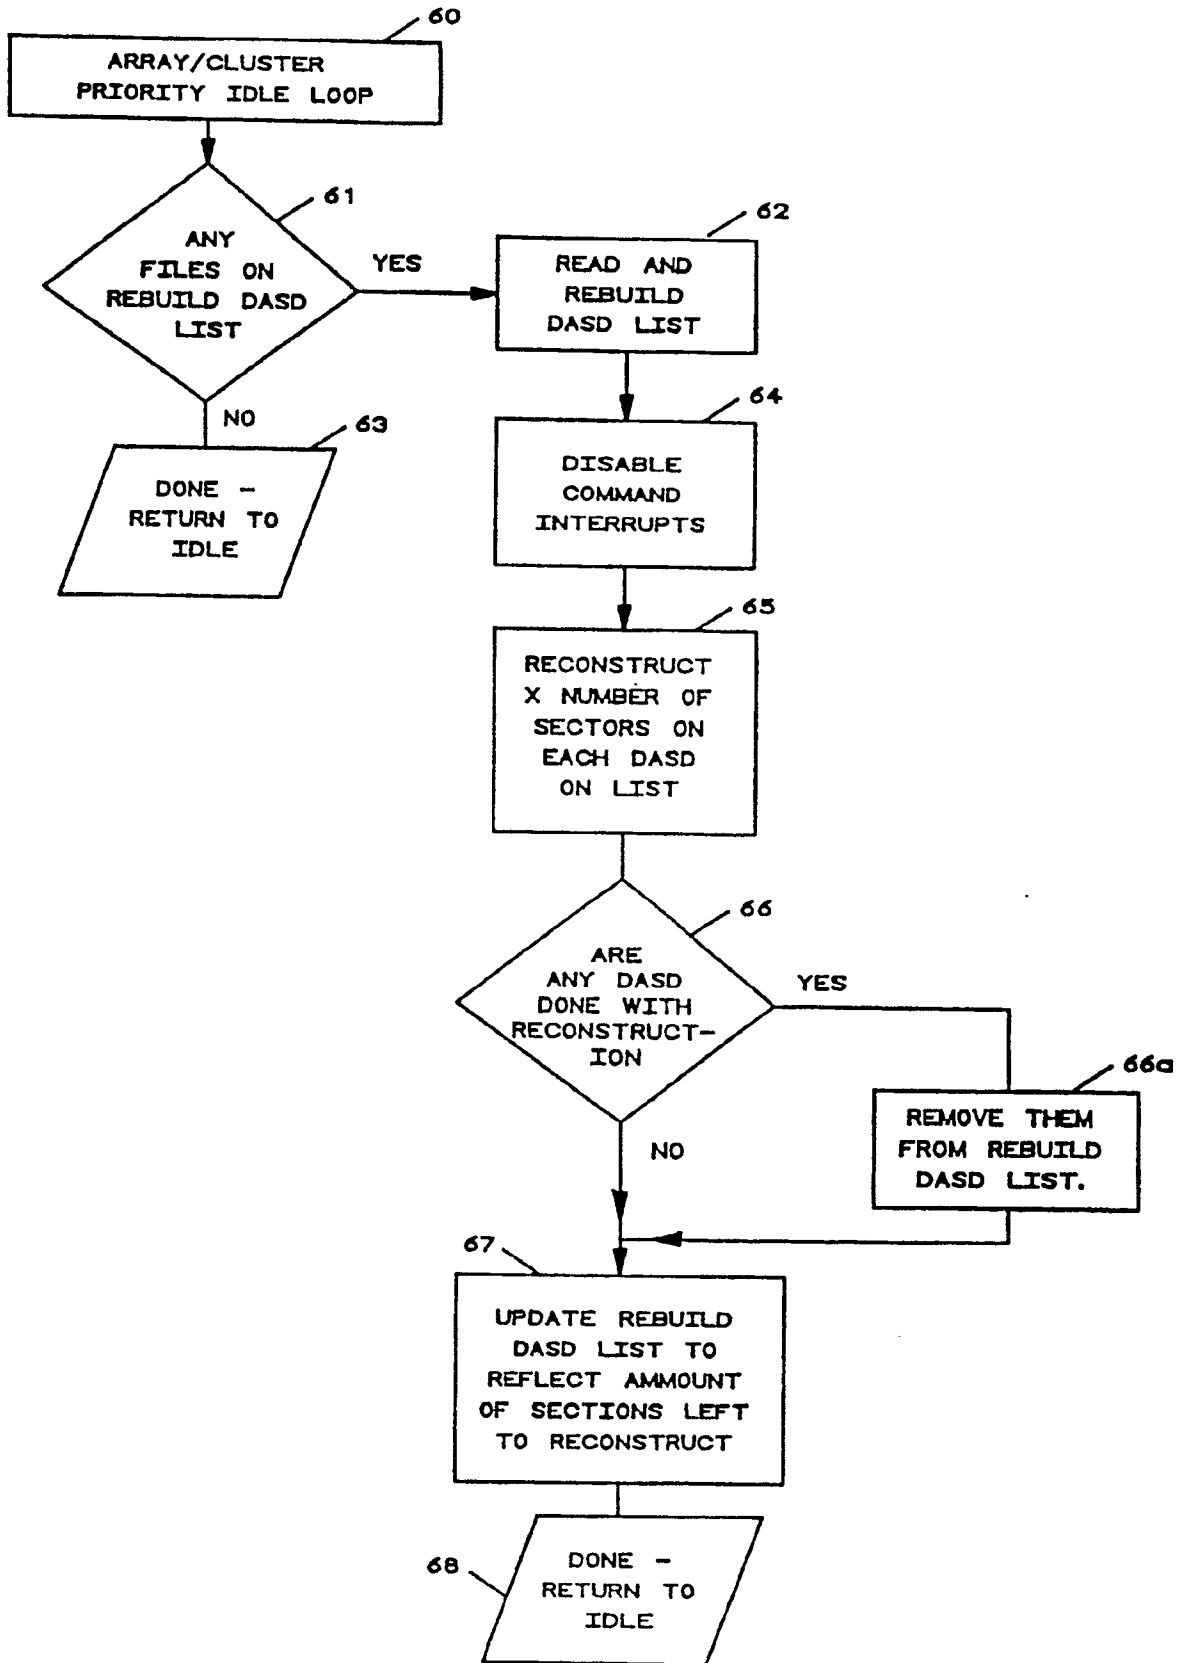 60
ARRAY/CLUSTER
PRIORITY IDLE LOOP
61
ANY
FILES ON
REBUILD DASD
LIST
YES
62
READ AND
REBUILD
DASD LIST
NO
63
DONE -
RETURN TO
IDLE
64
DISABLE
COMMAND
INTERRUPTS
65
RECONSTRUCT
X NUMBER OF
SECTORS ON
EACH DASD
ON LIST
66
ARE
ANY DASD
DONE WITH
RECONSTRUCT-
ION
YES
66a
REMOVE THEM
FROM REBUILD
DASD LIST.
NO
67
UPDATE REBUILD
DASD LIST TO
REFLECT AMMOUNT
OF SECTIONS LEFT
TO RECONSTRUCT
68
DONE -
RETURN TO
IDLE